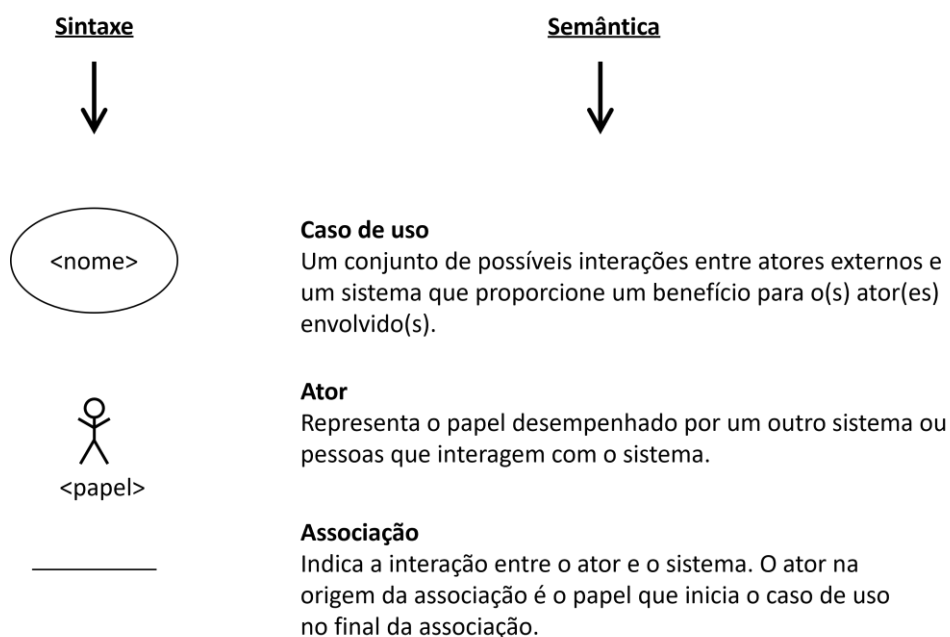 Sintaxe
Semântica
<nome>
Caso de uso
Um conjunto de possíveis interações entre atores externos e
um sistema que proporcione um benefício para o(s) ator(es)
envolvido(s).
Ator
Representa o papel desempenhado por um outro sistema ou
pessoas que interagem com o sistema.
<papel>
Associação
Indica a interação entre o ator e o sistema. O ator na
origem da associação é o papel que inicia o caso de uso
no final da associação.